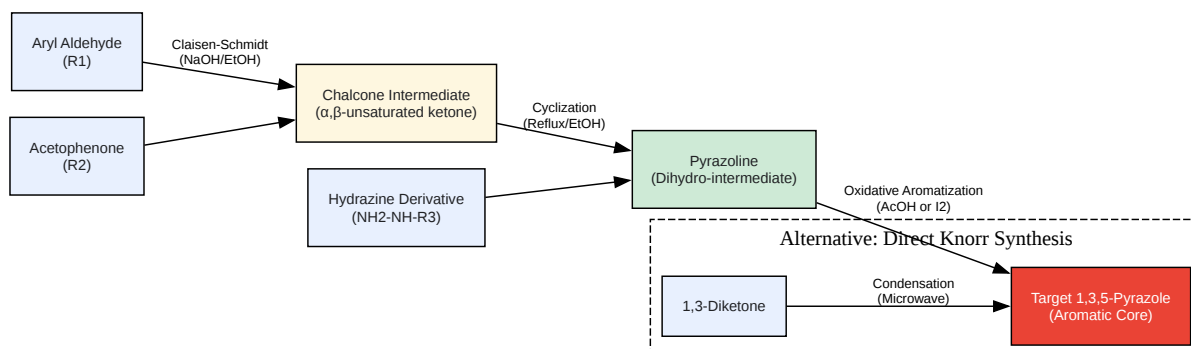 Aryl Aldehyde
(R1)
Claisen-Schmidt
(NaOH/EtOH)
Acetophenone
(R2)
Chalcone Intermediate
(α,β-unsaturated ketone)
Cyclization
(Reflux/EtOH)
Hydrazine Derivative
(NH2-NH-R3)
Pyrazoline
(Dihydro-intermediate)
Oxidative Aromatization
(AcOH or I2)
Alternative: Direct Knorr Synthesis
1,3-Diketone
Condensation
(Microwave)
Target 1,3,5-Pyrazole
(Aromatic Core)